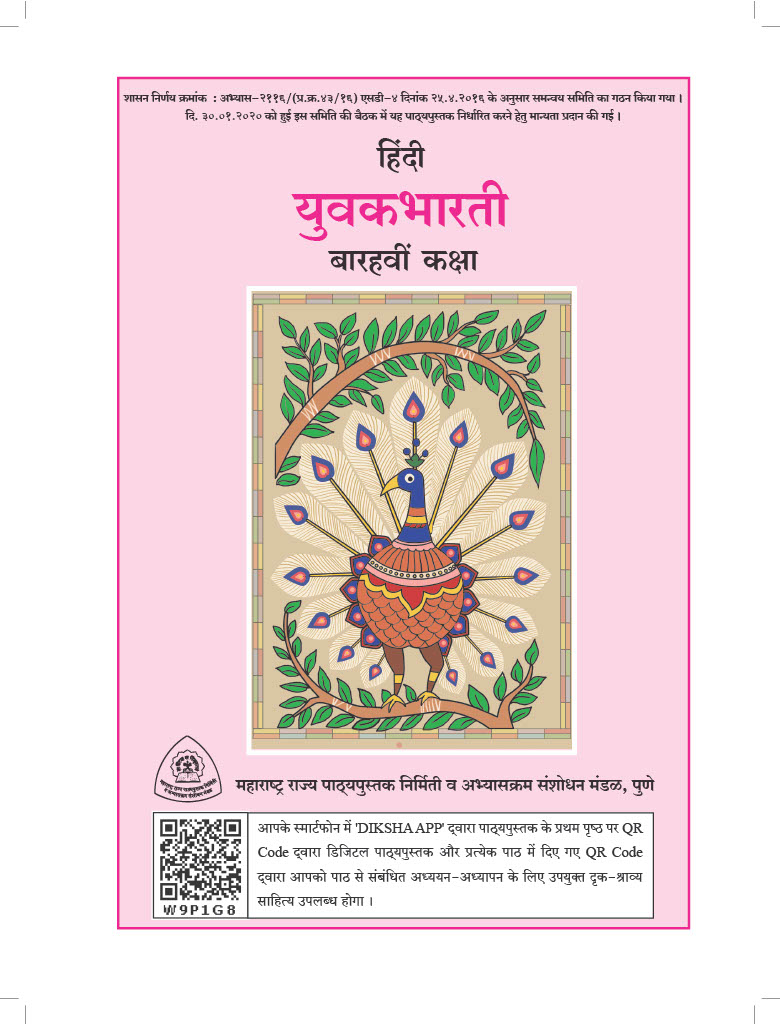 शासन निर्णय क्रमांक : अभ्यास-२११६/(प्र.क्र.४३/१६) एसडी-४ दिनांक २५.४.२०१६ के अनुसार समन्वय समिति का गठन किया गया ।
दि. ३०.०१.२०२० को हुई इस समिति की बैठक में यह पाठ्यपुस्तक निर्धारित करने हेतु मान्यता प्रदान की गई ।
हिंदी
युवकभारती
बारहवीं कक्षा
महाराष्ट्र राज्य पाठ्यपुस्तक निर्मिती व अभ्यासक्रम संशोधन मंडळ, पुणे
आपके स्मार्टफोन में 'DIKSHA APP' द्वारा पाठ्यपुस्तक के प्रथम पृष्ठ पर QR
Code द्वारा डिजिटल पाठ्यपुस्तक और प्रत्येक पाठ में दिए गए QR Code
द्वारा आपको पाठ से संबंधित अध्ययन-अध्यापन के लिए उपयुक्त दृक-श्राव्य
साहित्य उपलब्ध होगा ।
W9P1G8